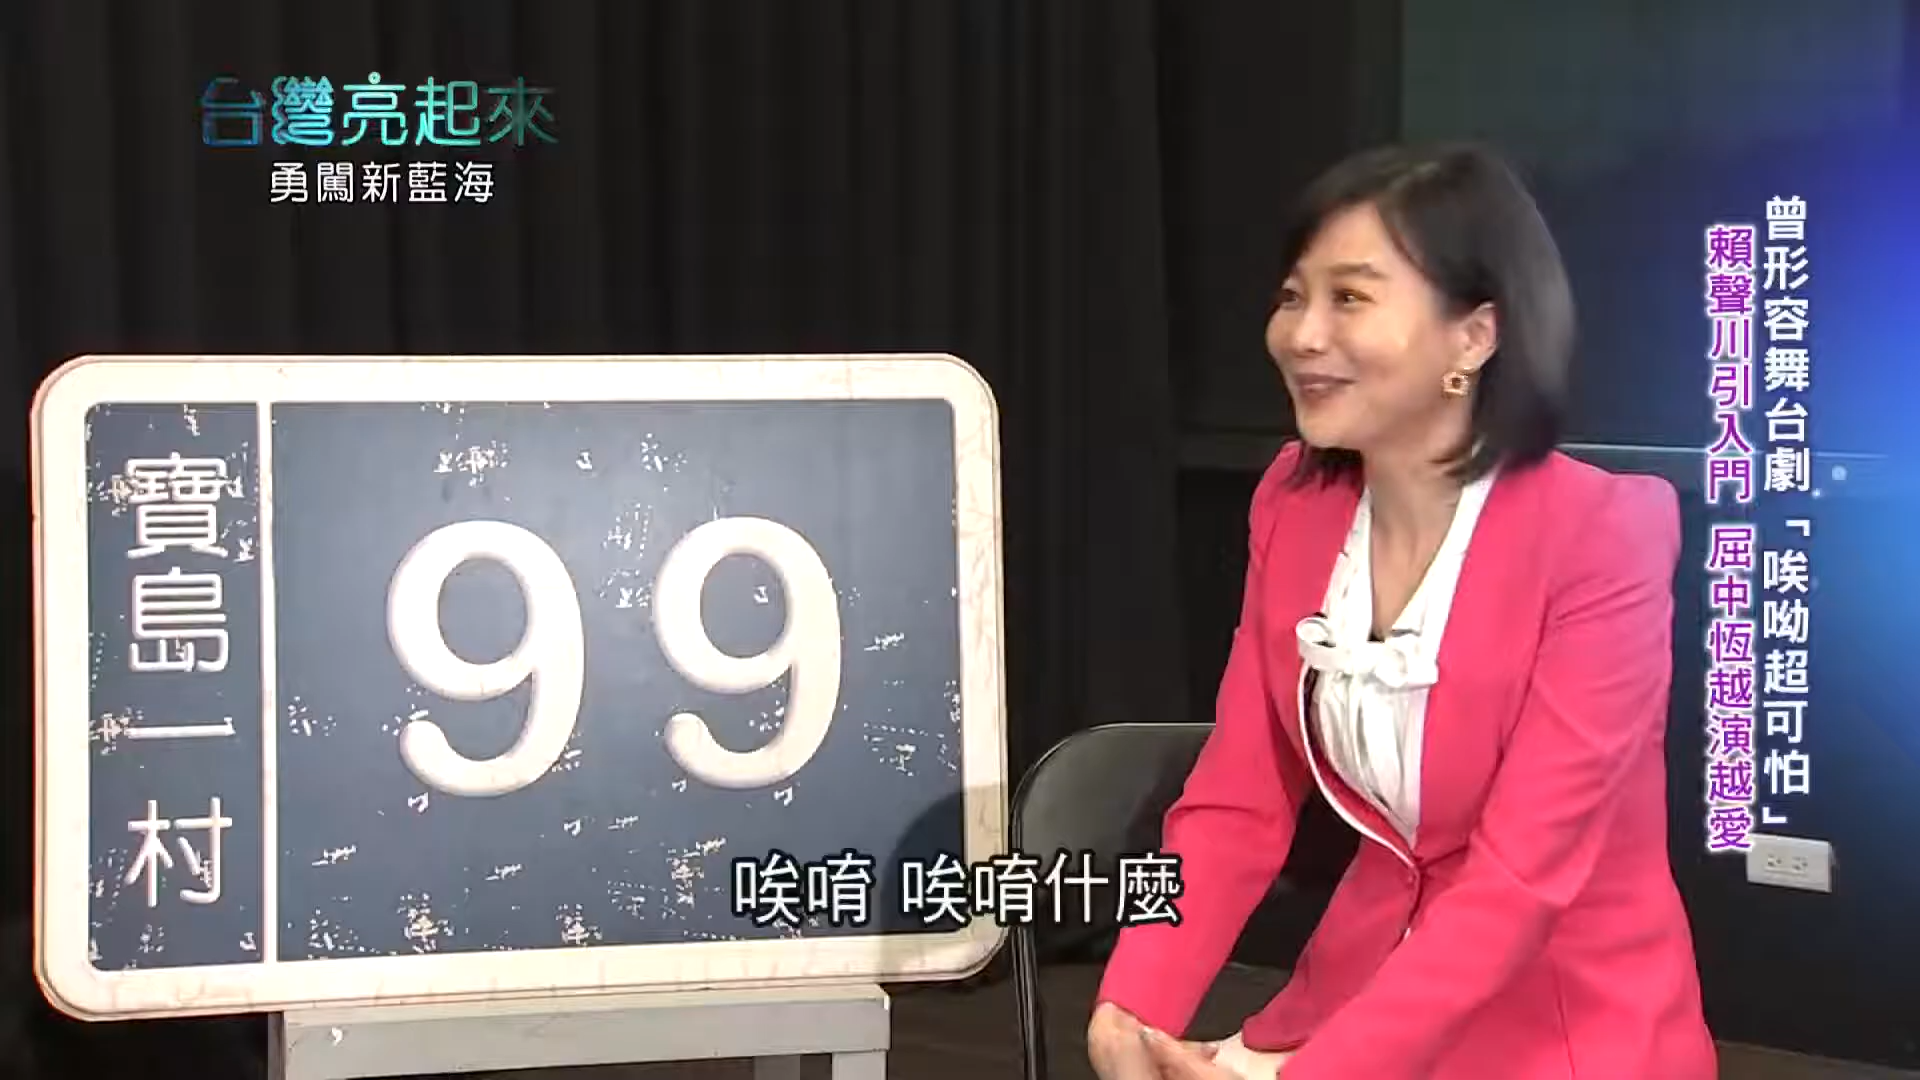 台灣亮起來
勇闖新藍海
曾形容舞台劇「唉呦超可怕」
賴聲川引入門 屈中恆越演越愛
寶島一村
99
唉唷 唉唷什麼